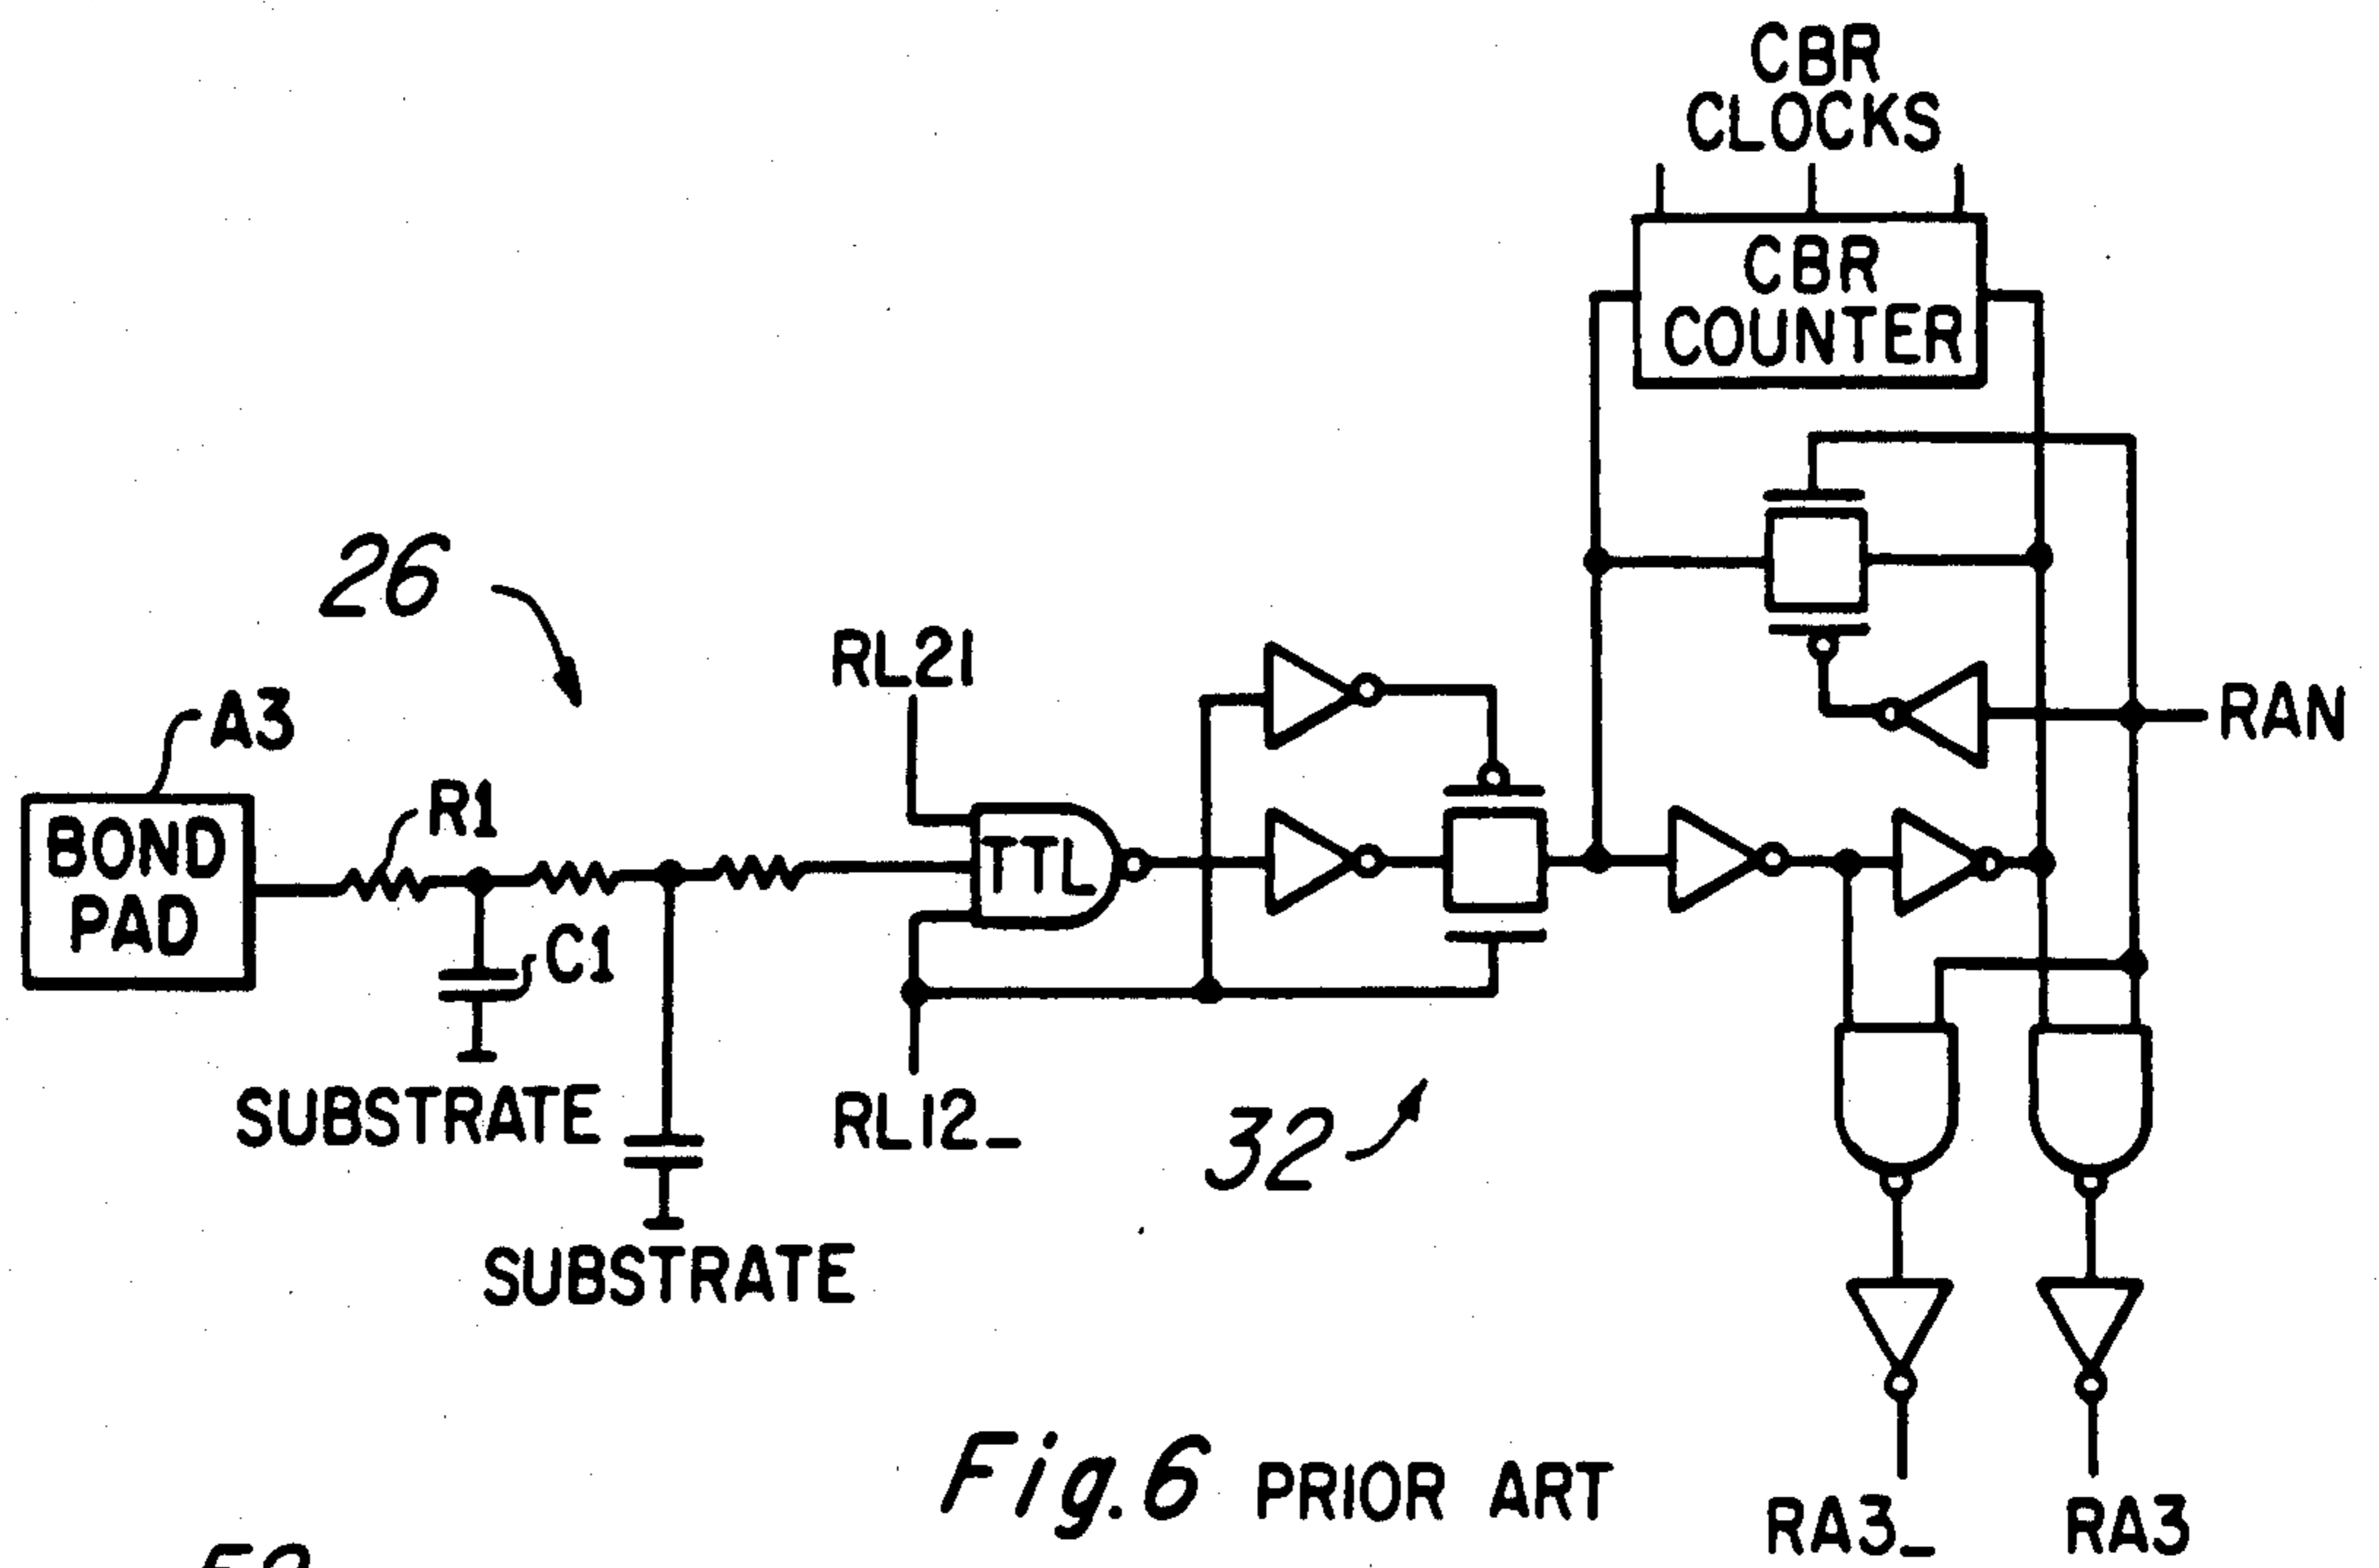 CBR
CLOCKS
CBR
COUNTER
26
RL21
A3
RAN
R1
BOND
PAD
TTL
C1
SUBSTRATE
RL12_
32
SUBSTRATE
Fig.6 PRIOR ART
RA3_
RA3